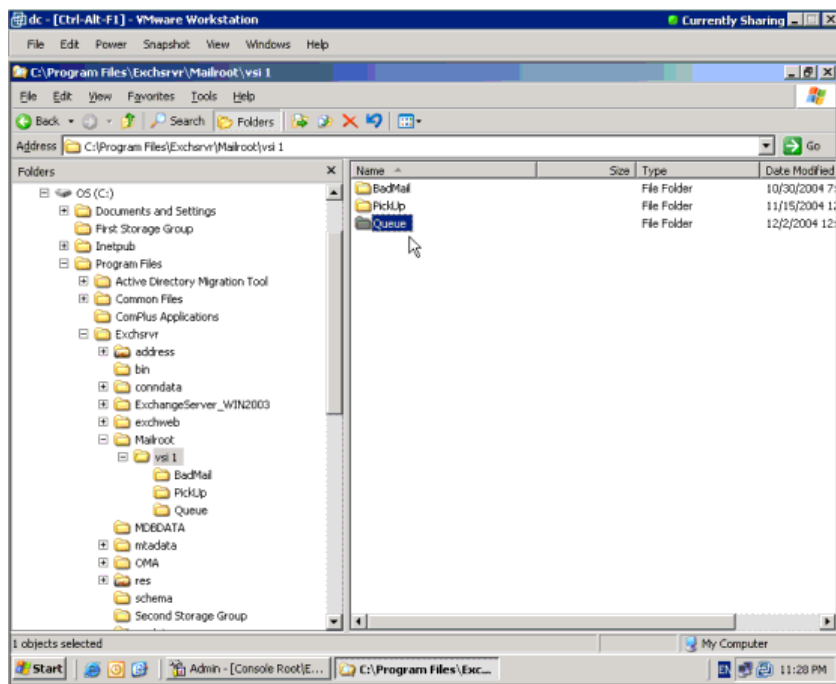 dc - [Ctrl-Alt-F1] - VMware Workstation
Currently Sharing
File Edit Power Snapshot View Windows Help
C:\Program Files\Exchsrvr\Mailroot\vsi 1
File Edit View Favorites Tools Help
Back Search Folders
Address C:\Program Files\Exchsrvr\Mailroot\vsi 1 Go
Folders
OS (C:)
Documents and Settings
First Storage Group
Inetpub
Program Files
Active Directory Migration Tool
Common Files
ComPlus Applications
Exchsrvr
address
bin
conndata
ExchangeServer_WIN2003
exchweb
Mailroot
vsi 1
BadMail
PickUp
Queue
MDBDATA
mtadata
OMA
res
schema
Second Storage Group
Name Size Type Date Modified
BadMail File Folder 10/30/2004 7:
PickUp File Folder 11/15/2004 12
Queue File Folder 12/2/2004 12:
1 objects selected
My Computer
Start
Admin - [Console Root\E...
C:\Program Files\Exc...
EN
11:28 PM